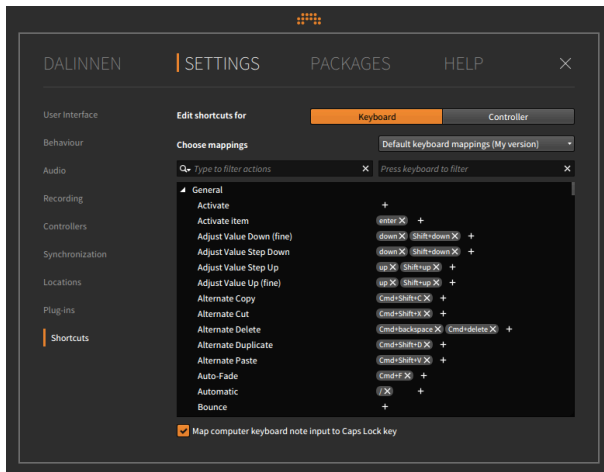 DALINNEN SETTINGS PACKAGES HELP
User Interface
Behaviour
Audio
Recording
Controllers
Synchronization
Locations
Plug-ins
Shortcuts
Edit shortcuts for Keyboard Controller
Choose mappings Default keyboard mappings (My version)
Type to filter actions Press keyboard to filter
General
Activate +
Activate item enter X +
Adjust Value Down (fine) down X Shift+down X +
Adjust Value Step Down down X Shift+down X +
Adjust Value Step Up up X Shift+up X +
Adjust Value Up (fine) up X Shift+up X +
Alternate Copy Cmd+Shift+C X +
Alternate Cut Cmd+Shift+X X +
Alternate Delete Cmd+backspace X Cmd+delete X +
Alternate Duplicate Cmd+Shift+D X +
Alternate Paste Cmd+Shift+V X +
Auto-Fade Cmd+F X +
Automatic / X +
Bounce +
Map computer keyboard note input to Caps Lock key